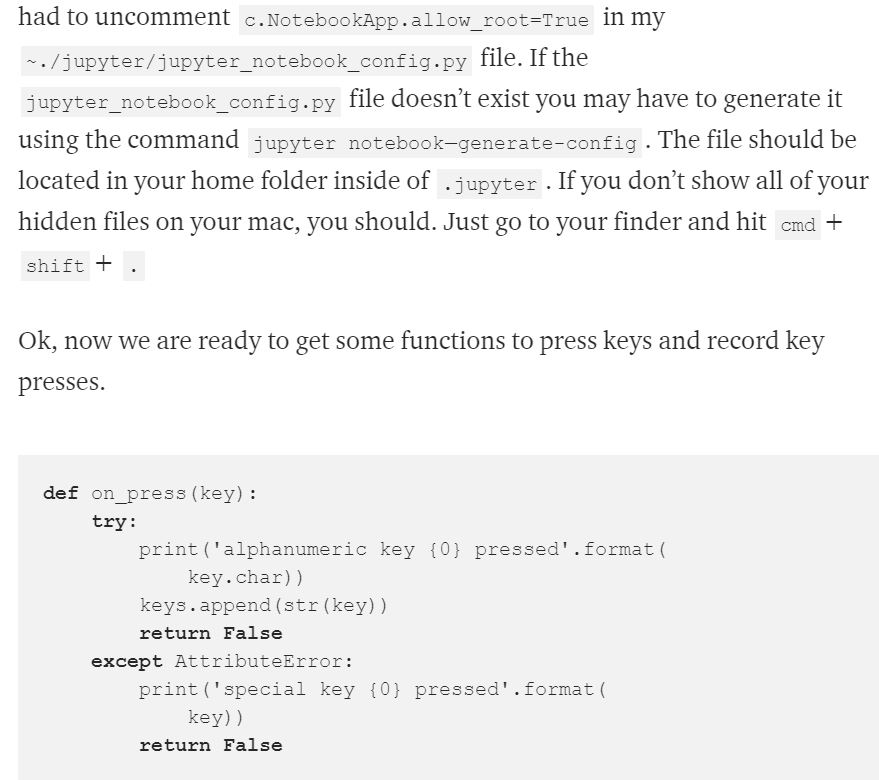 had to uncomment c.NotebookApp.allow_root=True in my
~./jupyter/jupyter_notebook_config.py file. If the
jupyter_notebook_config.py file doesn’t exist you may have to generate it
using the command jupyter notebook—generate-config . The file should be
located in your home folder inside of .jupyter . If you don’t show all of your
hidden files on your mac, you should. Just go to your finder and hit cmd +
shift + .
Ok, now we are ready to get some functions to press keys and record key
presses.
def on_press(key):
    try:
        print('alphanumeric key {0} pressed'.format(
            key.char))
        keys.append(str(key))
        return False
    except AttributeError:
        print('special key {0} pressed'.format(
            key))
        return False